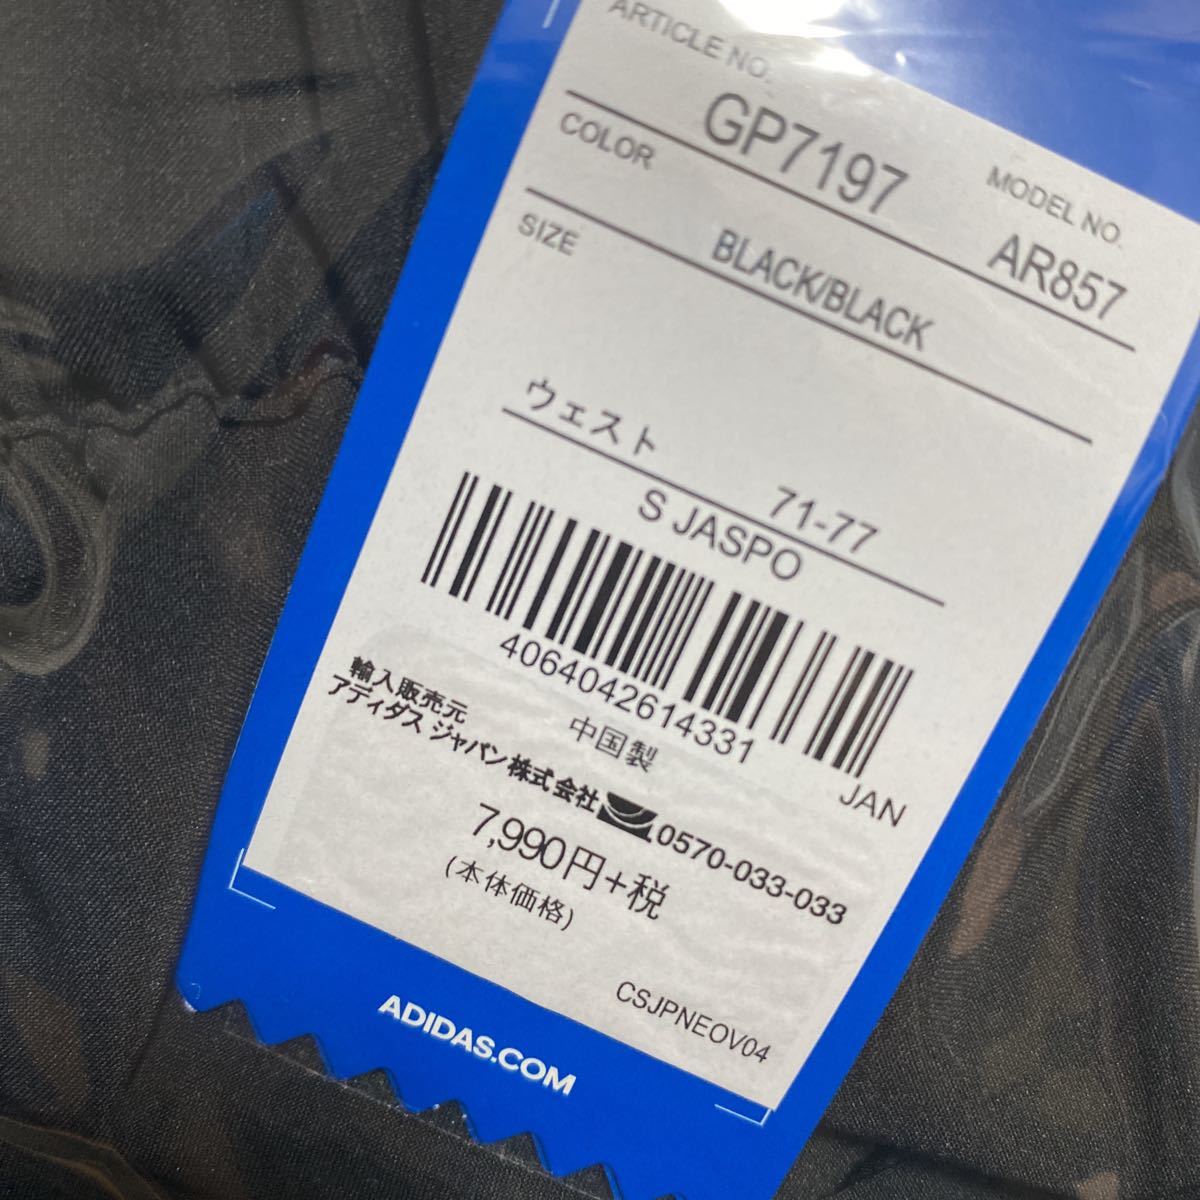 ARTICLE NO.
GP7197
MODEL NO.
AR857
COLOR
BLACK/BLACK
SIZE
ウェスト
71-77
S JASPO
4064042614331
JAN
中国製
輸入販売元
アディダス ジャパン株式会社 0570-033-033
7,990円+税
(本体価格)
CSJPNEOV04
ADIDAS.COM